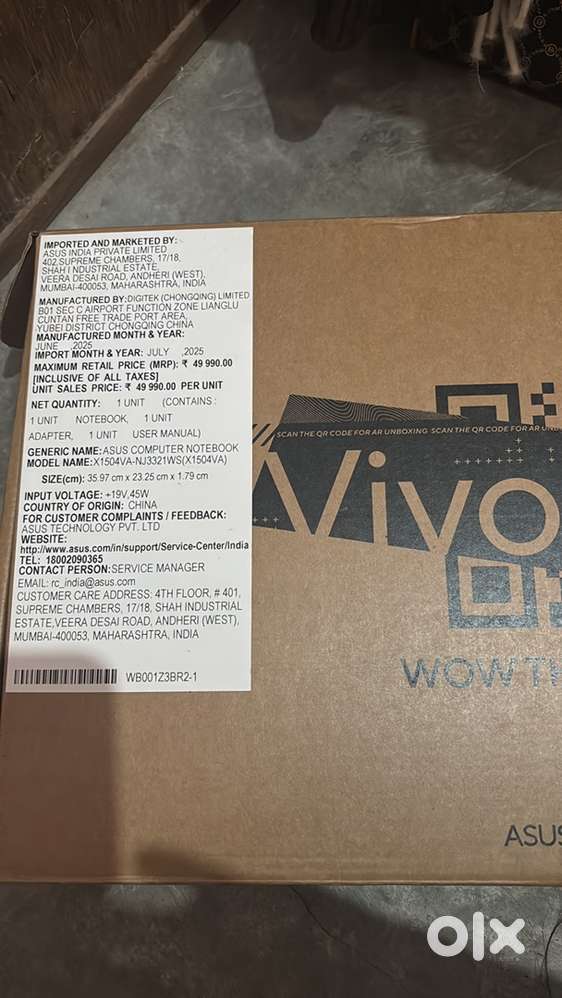 IMPORTED AND MARKETED BY:
ASUS INDIA PRIVATE LIMITED
402,SUPREME CHAMBERS, 17/18,
SHAH I NDUSTRIAL ESTATE,
VEERA DESAI ROAD, ANDHERI (WEST),
MUMBAI-400053, MAHARASHTRA, INDIA
MANUFACTURED BY:DIGITEK (CHONGQING) LIMITED
B01 SEC C AIRPORT FUNCTION ZONE LIANGLU
CUNTAN FREE TRADE PORT AREA,
YUBEI DISTRICT CHONGQING CHINA
MANUFACTURED MONTH & YEAR:
JUNE ,2025
IMPORT MONTH & YEAR: JULY ,2025
MAXIMUM RETAIL PRICE (MRP): ₹ 49 990.00
[INCLUSIVE OF ALL TAXES]
UNIT SALES PRICE: ₹ 49 990.00 PER UNIT
NET QUANTITY: 1 UNIT (CONTAINS :
1 UNIT NOTEBOOK, 1 UNIT
ADAPTER, 1 UNIT USER MANUAL)
GENERIC NAME:ASUS COMPUTER NOTEBOOK
MODEL NAME:X1504VA-NJ3321WS(X1504VA)
SIZE(cm): 35.97 cm x 23.25 cm x 1.79 cm
INPUT VOLTAGE: +19V,45W
COUNTRY OF ORIGIN: CHINA
FOR CUSTOMER COMPLAINTS / FEEDBACK:
ASUS TECHNOLOGY PVT. LTD
WEBSITE:
http://www.asus.com/in/support/Service-Center/India
TEL: 18002090365
CONTACT PERSON:SERVICE MANAGER
EMAIL: rc_india@asus.com
CUSTOMER CARE ADDRESS: 4TH FLOOR, # 401,
SUPREME CHAMBERS, 17/18, SHAH INDUSTRIAL
ESTATE,VEERA DESAI ROAD, ANDHERI (WEST),
MUMBAI-400053, MAHARASHTRA, INDIA
WB001Z3BR2-1
SCAN THE QR CODE FOR AR UNBOXING SCAN THE QR CODE FOR AR UN
Vivo
WOW TH
ASUS
olx